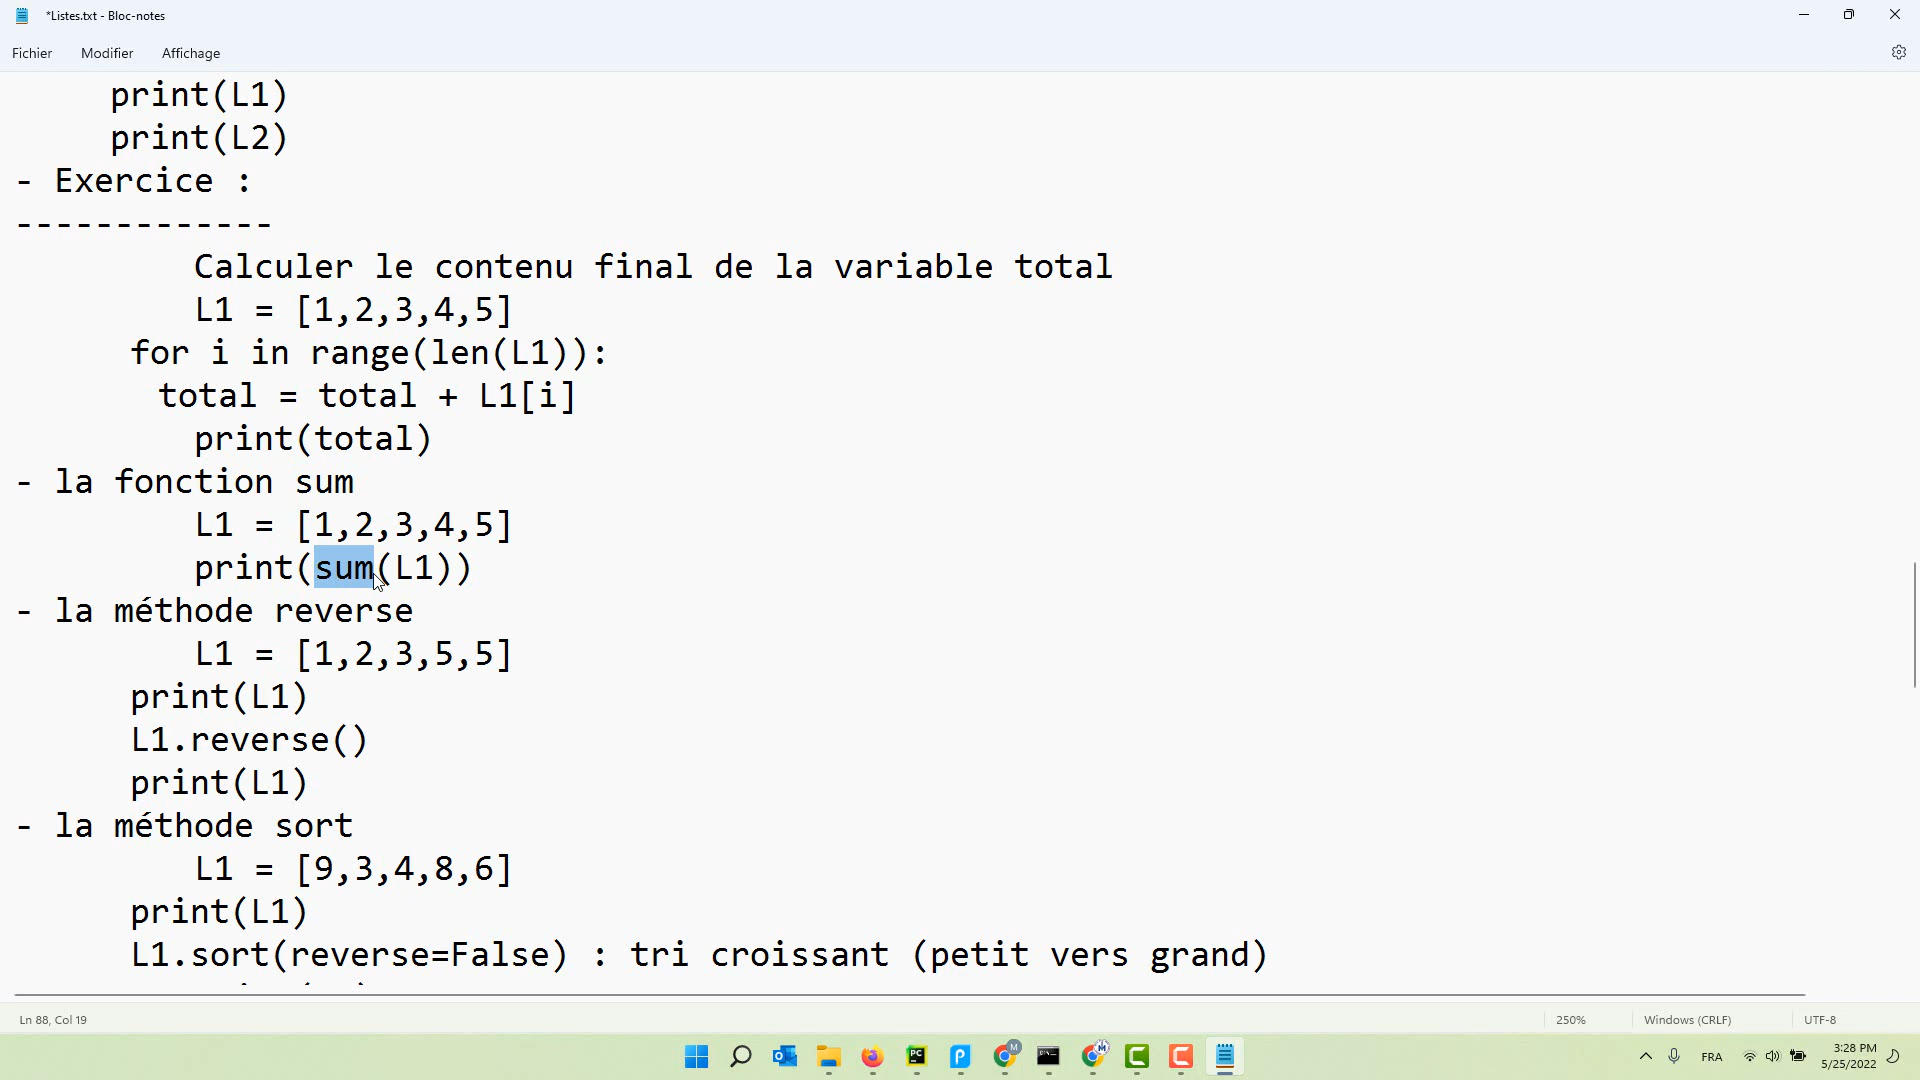 *Listes.txt - Bloc-notes
Fichier Modifier Affichage
print(L1)
print(L2)
- Exercice :
-------------
Calculer le contenu final de la variable total
L1 = [1,2,3,4,5]
for i in range(len(L1)):
total = total + L1[i]
print(total)
- la fonction sum
L1 = [1,2,3,4,5]
print(sum(L1))
- la méthode reverse
L1 = [1,2,3,5,5]
print(L1)
L1.reverse()
print(L1)
- la méthode sort
L1 = [9,3,4,8,6]
print(L1)
L1.sort(reverse=False) : tri croissant (petit vers grand)
Ln 88, Col 19 250% Windows (CRLF) UTF-8
FRA 3:28 PM
5/25/2022